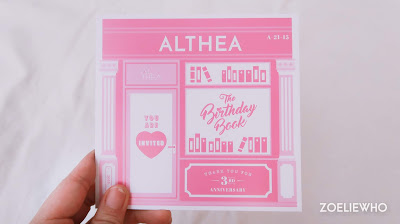 ALTHEA
YOU
ARE
INVITED
The
Birthday
Book
THANK YOU FOR
3RD
ANNIVERSARY
ZOELIEWHO